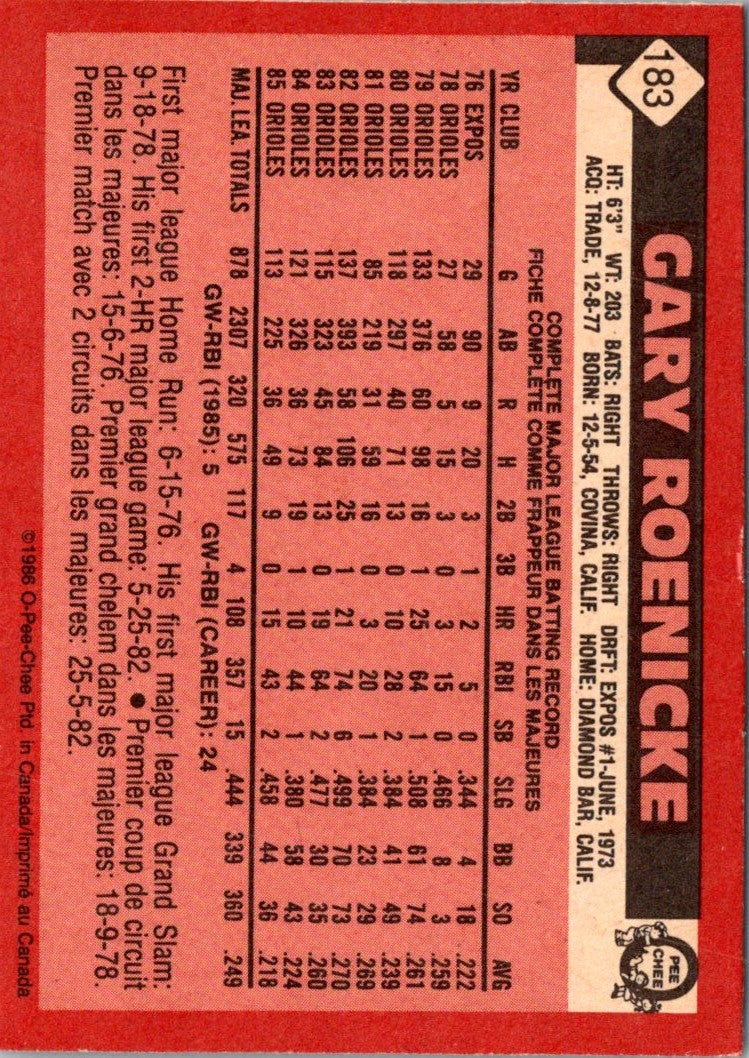 183
GARY ROENICKE
O
PEE
CHEE
HT: 6'3" WT: 203 BATS: RIGHT THROWS: RIGHT DRFT: EXPOS #1-JUNE, 1973
ACQ: TRADE, 12-8-77 BORN: 12-5-54, COVINA, CALIF. HOME: DIAMOND BAR, CALIF.
COMPLETE MAJOR LEAGUE BATTING RECORD
FICHE COMPLÈTE COMME FRAPPEUR DANS LES MAJEURES
YR CLUB G AB R H 2B 3B HR RBI SB SLG BB SO AVG
76 EXPOS 29 90 9 20 3 1 2 5 0 .344 4 18 .222
78 ORIOLES 27 58 5 15 3 0 3 15 0 .466 8 3 .259
79 ORIOLES 133 376 60 98 16 1 25 64 1 .508 61 74 .261
80 ORIOLES 118 297 40 71 13 0 10 28 2 .384 41 49 .239
81 ORIOLES 85 219 31 59 16 0 3 20 1 .384 23 29 .269
82 ORIOLES 137 393 58 106 25 1 21 74 6 .499 70 73 .270
83 ORIOLES 115 323 45 84 13 0 19 64 2 .477 30 35 .260
84 ORIOLES 121 326 36 73 19 1 10 44 1 .380 58 43 .224
85 ORIOLES 113 225 36 49 9 0 15 43 2 .458 44 36 .218
MAJ. LEA. TOTALS 878 2307 320 575 117 4 108 357 15 .444 339 360 .249
GW-RBI (1985): 5 GW-RBI (CAREER): 24
First major league Home Run: 6-15-76. His first major league Grand Slam:
9-18-78. His first 2-HR major league game: 5-25-82. ● Premier coup de circuit
dans les majeures: 15-6-76. Premier grand chelem dans les majeures: 18-9-78.
Premier match avec 2 circuits dans les majeures: 25-5-82.
©1986 O-Pee-Chee Ptd. in Canada/Imprimé au Canada